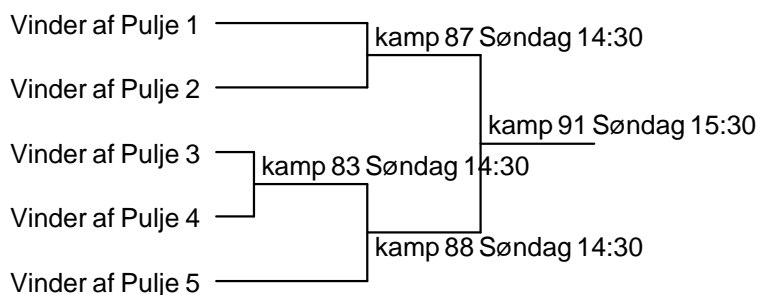 Vinder af Pulje 1
kamp 87 Søndag 14:30
Vinder af Pulje 2
kamp 91 Søndag 15:30
Vinder af Pulje 3
kamp 83 Søndag 14:30
Vinder af Pulje 4
kamp 88 Søndag 14:30
Vinder af Pulje 5